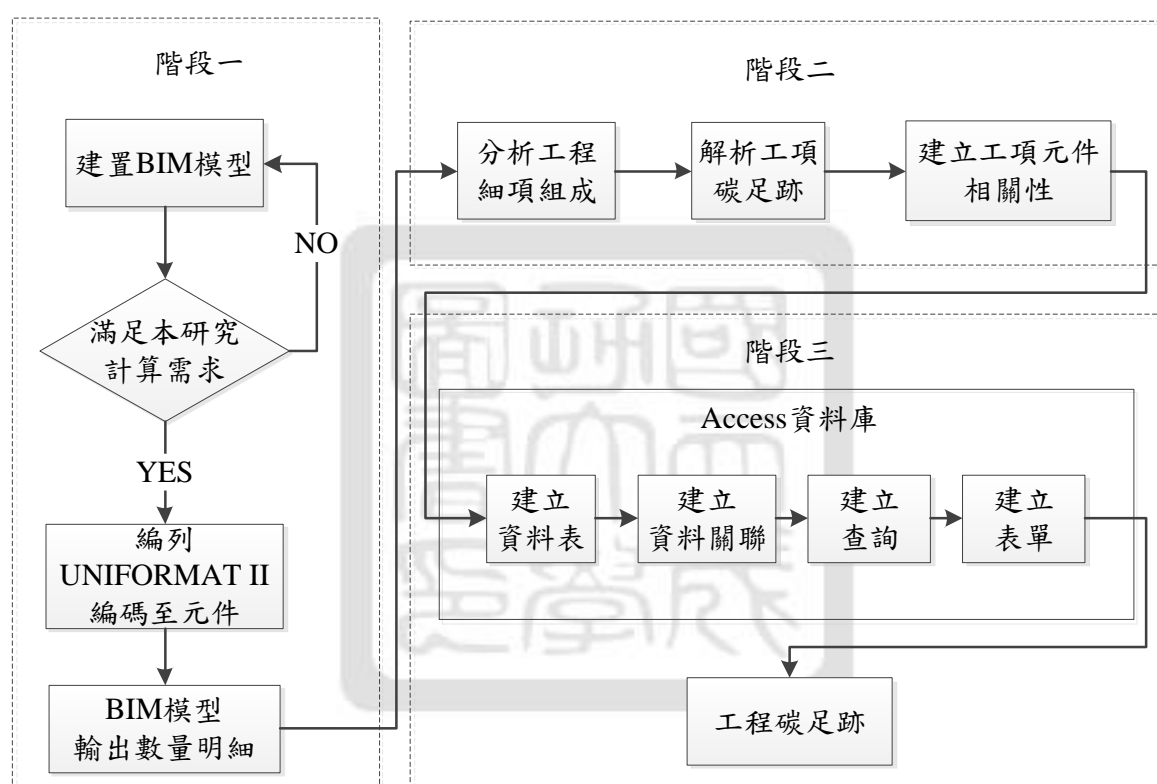 階段一
建置BIM模型
NO
滿足本研究
計算需求
YES
編列
UNIFORMAT II
編碼至元件
BIM模型
輸出數量明細
階段二
分析工程
細項組成
解析工項
碳足跡
建立工項元件
相關性
階段三
Access資料庫
建立
資料表
建立
資料關聯
建立
查詢
建立
表單
工程碳足跡